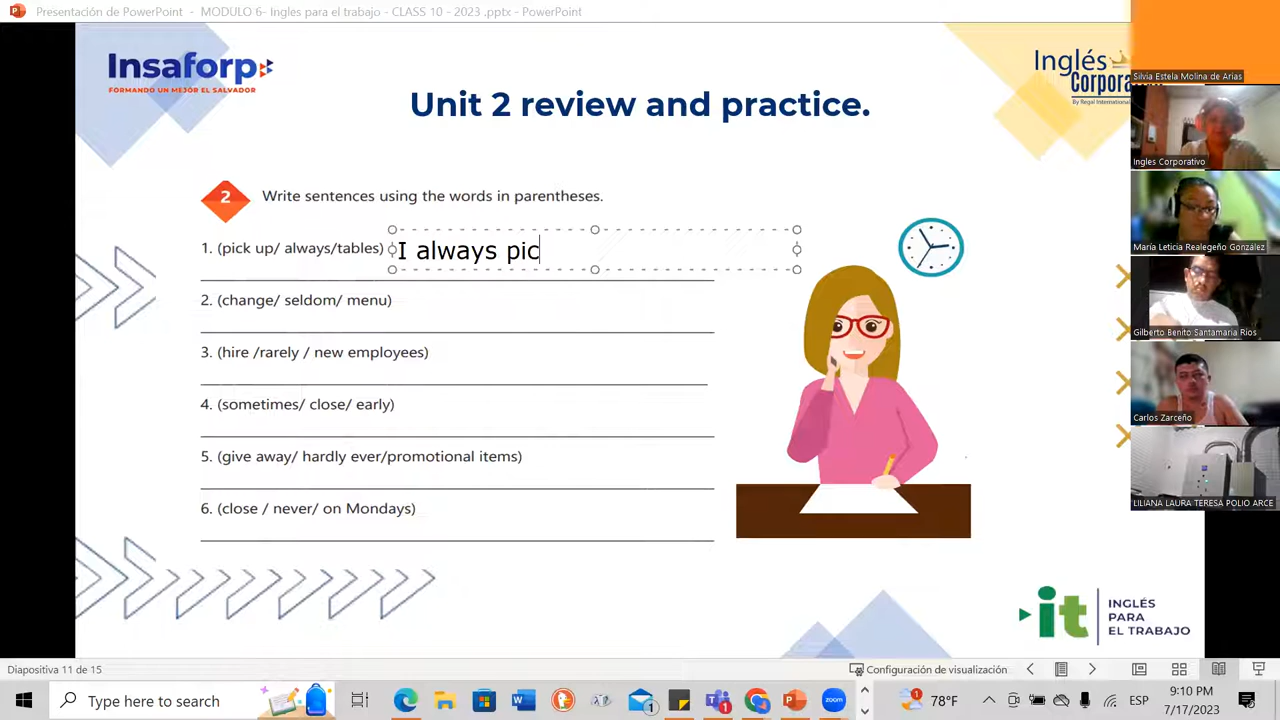 Presentación de PowerPoint - MODULO 6- Ingles para el trabajo - CLASS 10 - 2023 .pptx - PowerPoint
Insaforp
FORMANDO UN MEJOR EL SALVADOR
Inglés
Corpora
By Regal International
Unit 2 review and practice.
2 Write sentences using the words in parentheses.
1. (pick up/ always/tables) I always pic
2. (change/ seldom/ menu)
3. (hire /rarely / new employees)
4. (sometimes/ close/ early)
5. (give away/ hardly ever/promotional items)
6. (close / never/ on Mondays)
Silvia Estela Molina de Arias
Ingles Corporativo
María Leticia Realegeño González
Gilberto Benito Santamaria Rios
Carlos Zarceño
LILIANA LAURA TERESA POLIO ARCE
it
INGLÉS
PARA
EL TRABAJO
Diapositiva 11 de 15
Configuración de visualización
Type here to search
1
1
1
78°F
ESP
9:10 PM
7/17/2023